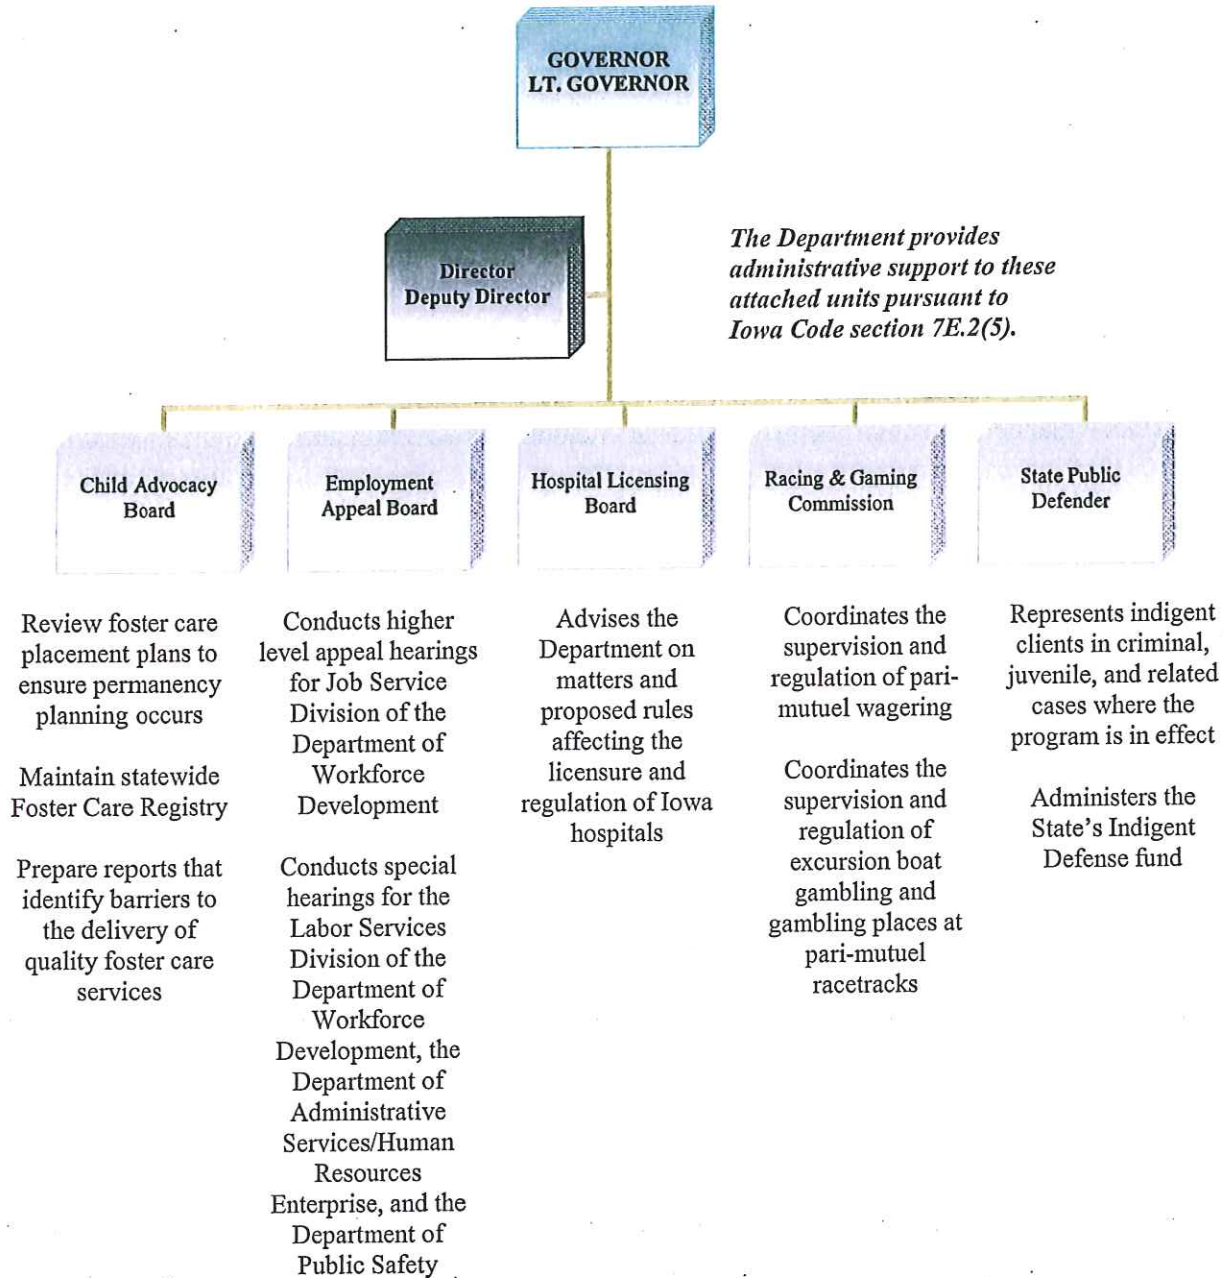 GOVERNOR
LT. GOVERNOR
Director
Deputy Director
The Department provides
administrative support to these
attached units pursuant to
Iowa Code section 7E.2(5).
Child Advocacy
Board
Employment
Appeal Board
Hospital Licensing
Board
Racing & Gaming
Commission
State Public
Defender
Review foster care
placement plans to
ensure permanency
planning occurs
Maintain statewide
Foster Care Registry
Prepare reports that
identify barriers to
the delivery of
quality foster care
services
Conducts higher
level appeal hearings
for Job Service
Division of the
Department of
Workforce
Development
Conducts special
hearings for the
Labor Services
Division of the
Department of
Workforce
Development, the
Department of
Administrative
Services/Human
Resources
Enterprise, and the
Department of
Public Safety
Advises the
Department on
matters and
proposed rules
affecting the
licensure and
regulation of Iowa
hospitals
Coordinates the
supervision and
regulation of pari-
mutuel wagering
Coordinates the
supervision and
regulation of
excursion boat
gambling and
gambling places at
pari-mutuel
racetracks
Represents indigent
clients in criminal,
juvenile, and related
cases where the
program is in effect
Administers the
State's Indigent
Defense fund